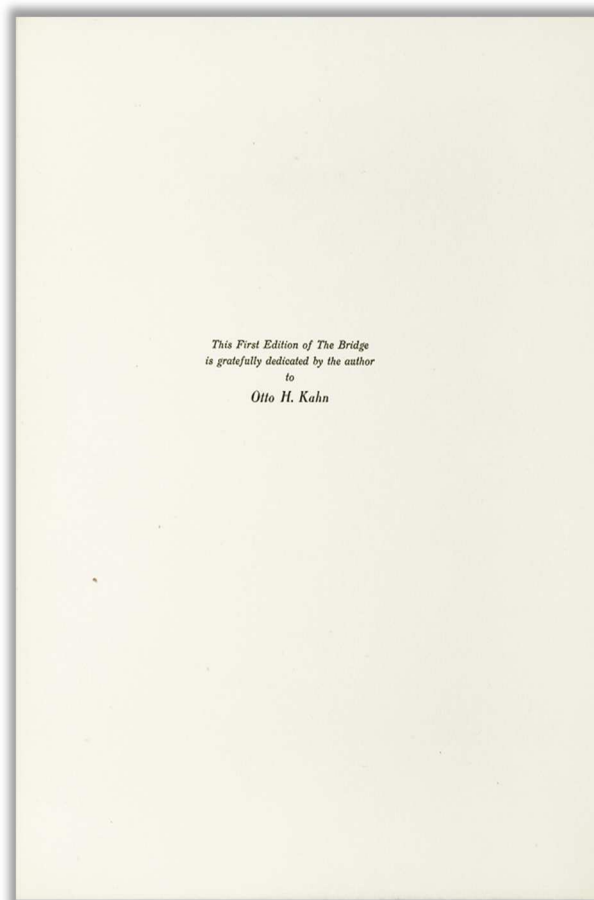 This First Edition of The Bridge
is gratefully dedicated by the author
to
Otto H. Kahn